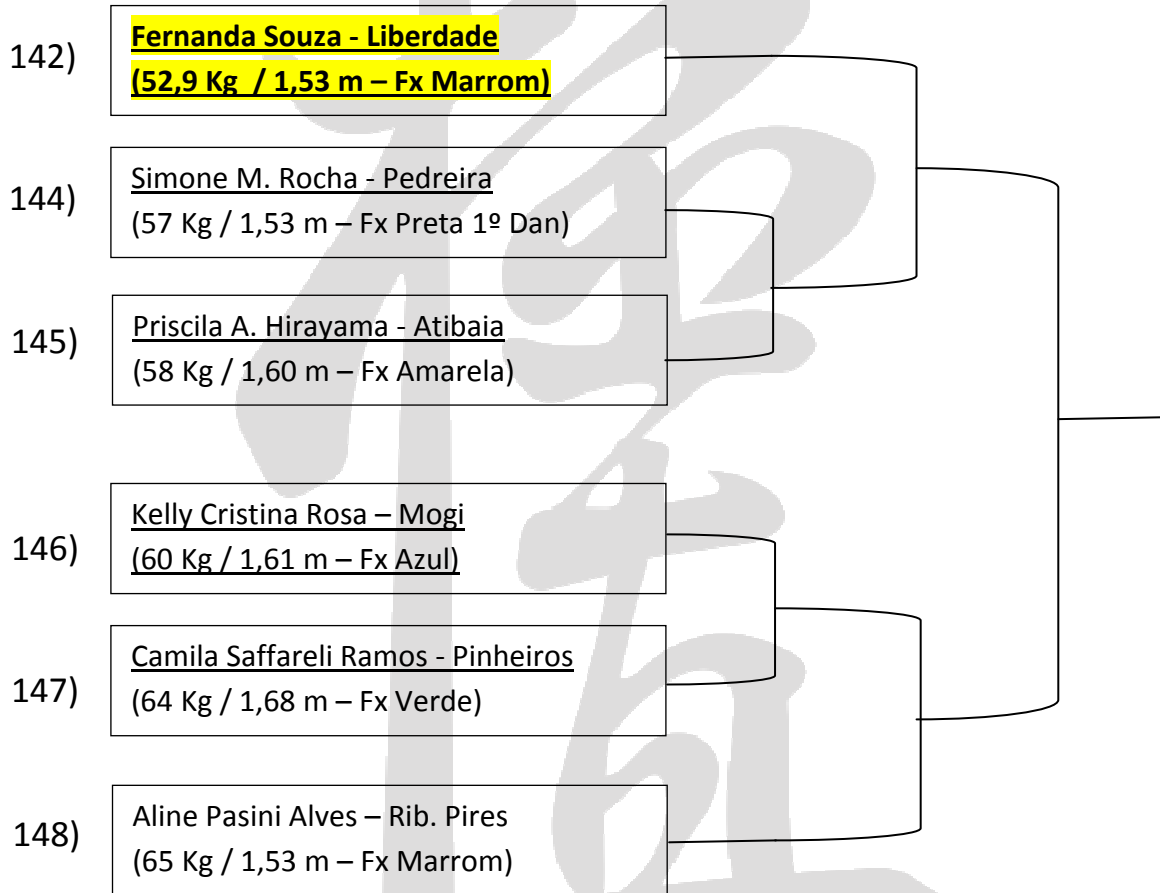 142)
Fernanda Souza - Liberdade
(52,9 Kg / 1,53 m – Fx Marrom)
144)
Simone M. Rocha - Pedreira
(57 Kg / 1,53 m – Fx Preta 1º Dan)
145)
Priscila A. Hirayama - Atibaia
(58 Kg / 1,60 m – Fx Amarela)
146)
Kelly Cristina Rosa – Mogi
(60 Kg / 1,61 m – Fx Azul)
147)
Camila Saffareli Ramos - Pinheiros
(64 Kg / 1,68 m – Fx Verde)
148)
Aline Pasini Alves – Rib. Pires
(65 Kg / 1,53 m – Fx Marrom)